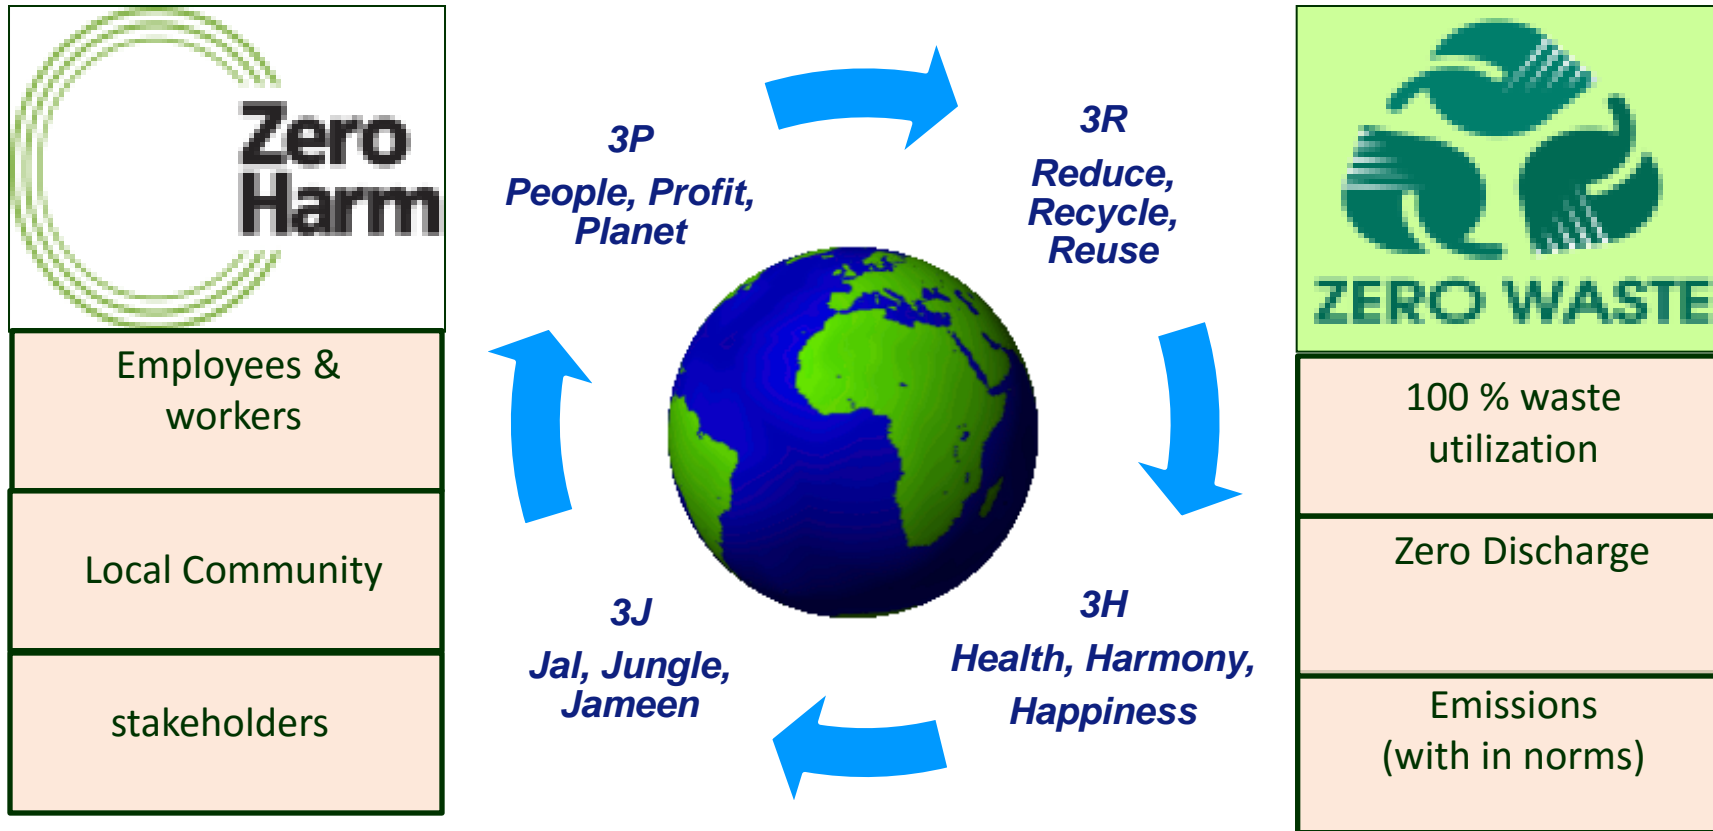 Zero
Harm
Employees &
workers
Local Community
stakeholders
3P
People, Profit,
Planet
3R
Reduce,
Recycle,
Reuse
3J
Jal, Jungle,
Jameen
3H
Health, Harmony,
Happiness
ZERO WASTE
100 % waste
utilization
Zero Discharge
Emissions
(with in norms)